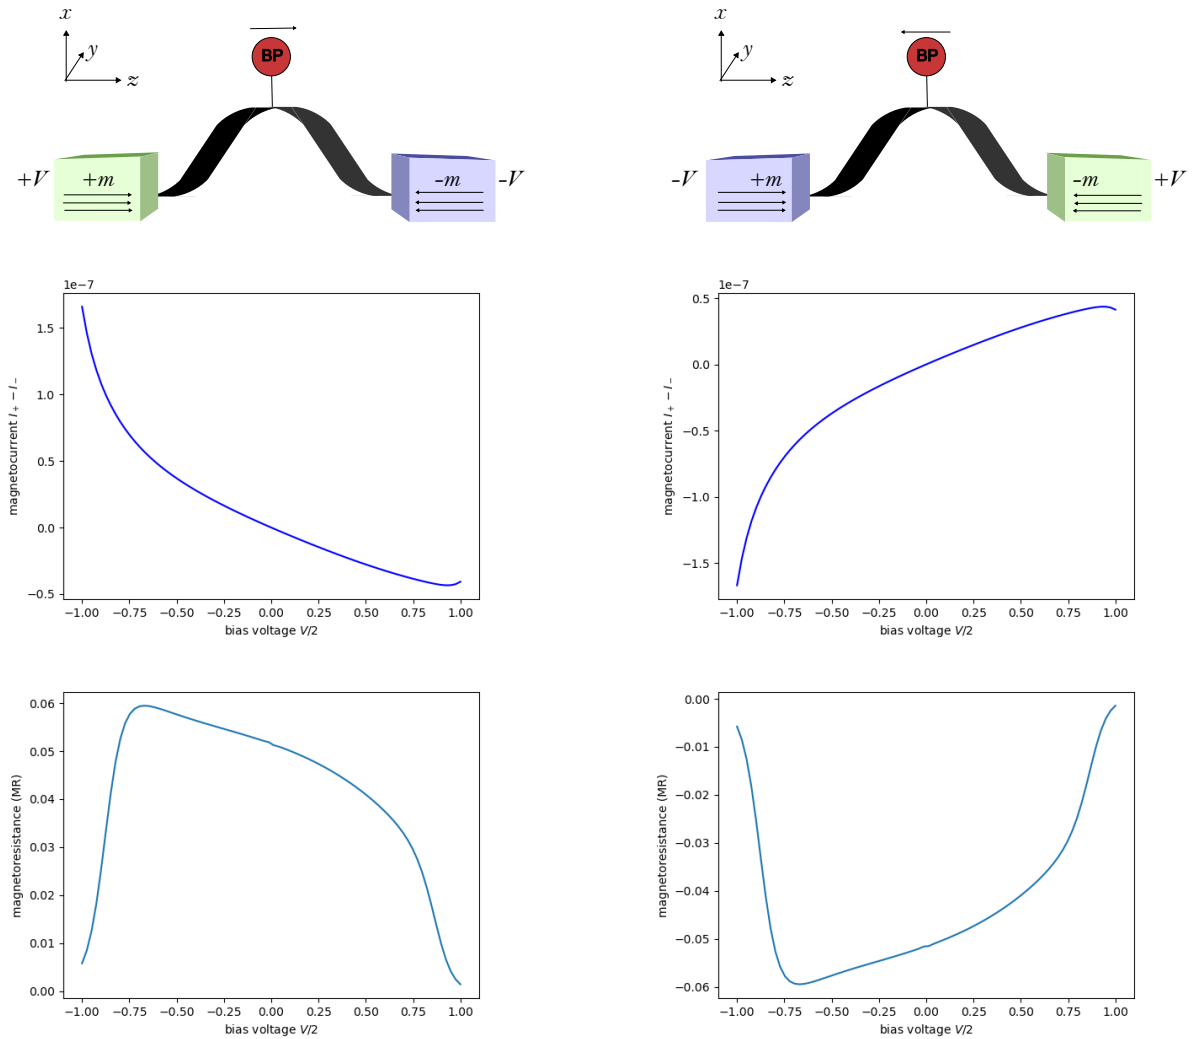 x
y
z
BP
+V
+m
-m
-V
x
y
z
BP
-V
+m
-m
+V
1e−7
1.5
1.0
0.5
0.0
−0.5
magnetocurrent I+ − I−
−1.00 −0.75 −0.50 −0.25 0.00 0.25 0.50 0.75 1.00
bias voltage V/2
1e−7
0.5
0.0
−0.5
−1.0
−1.5
magnetocurrent I+ − I−
−1.00 −0.75 −0.50 −0.25 0.00 0.25 0.50 0.75 1.00
bias voltage V/2
0.06
0.05
0.04
0.03
0.02
0.01
0.00
magnetoresistance (MR)
−1.00 −0.75 −0.50 −0.25 0.00 0.25 0.50 0.75 1.00
bias voltage V/2
0.00
−0.01
−0.02
−0.03
−0.04
−0.05
−0.06
magnetoresistance (MR)
−1.00 −0.75 −0.50 −0.25 0.00 0.25 0.50 0.75 1.00
bias voltage V/2